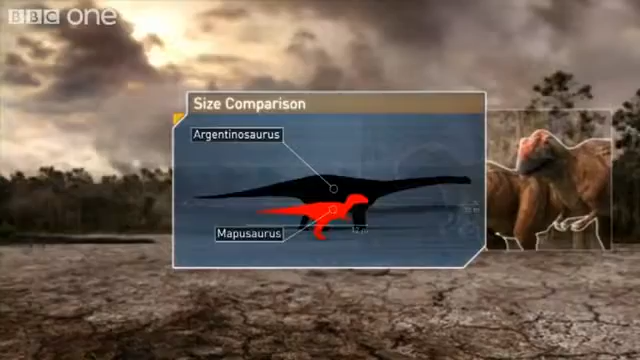 BBC one
Size Comparison
Argentinosaurus
Mapusaurus